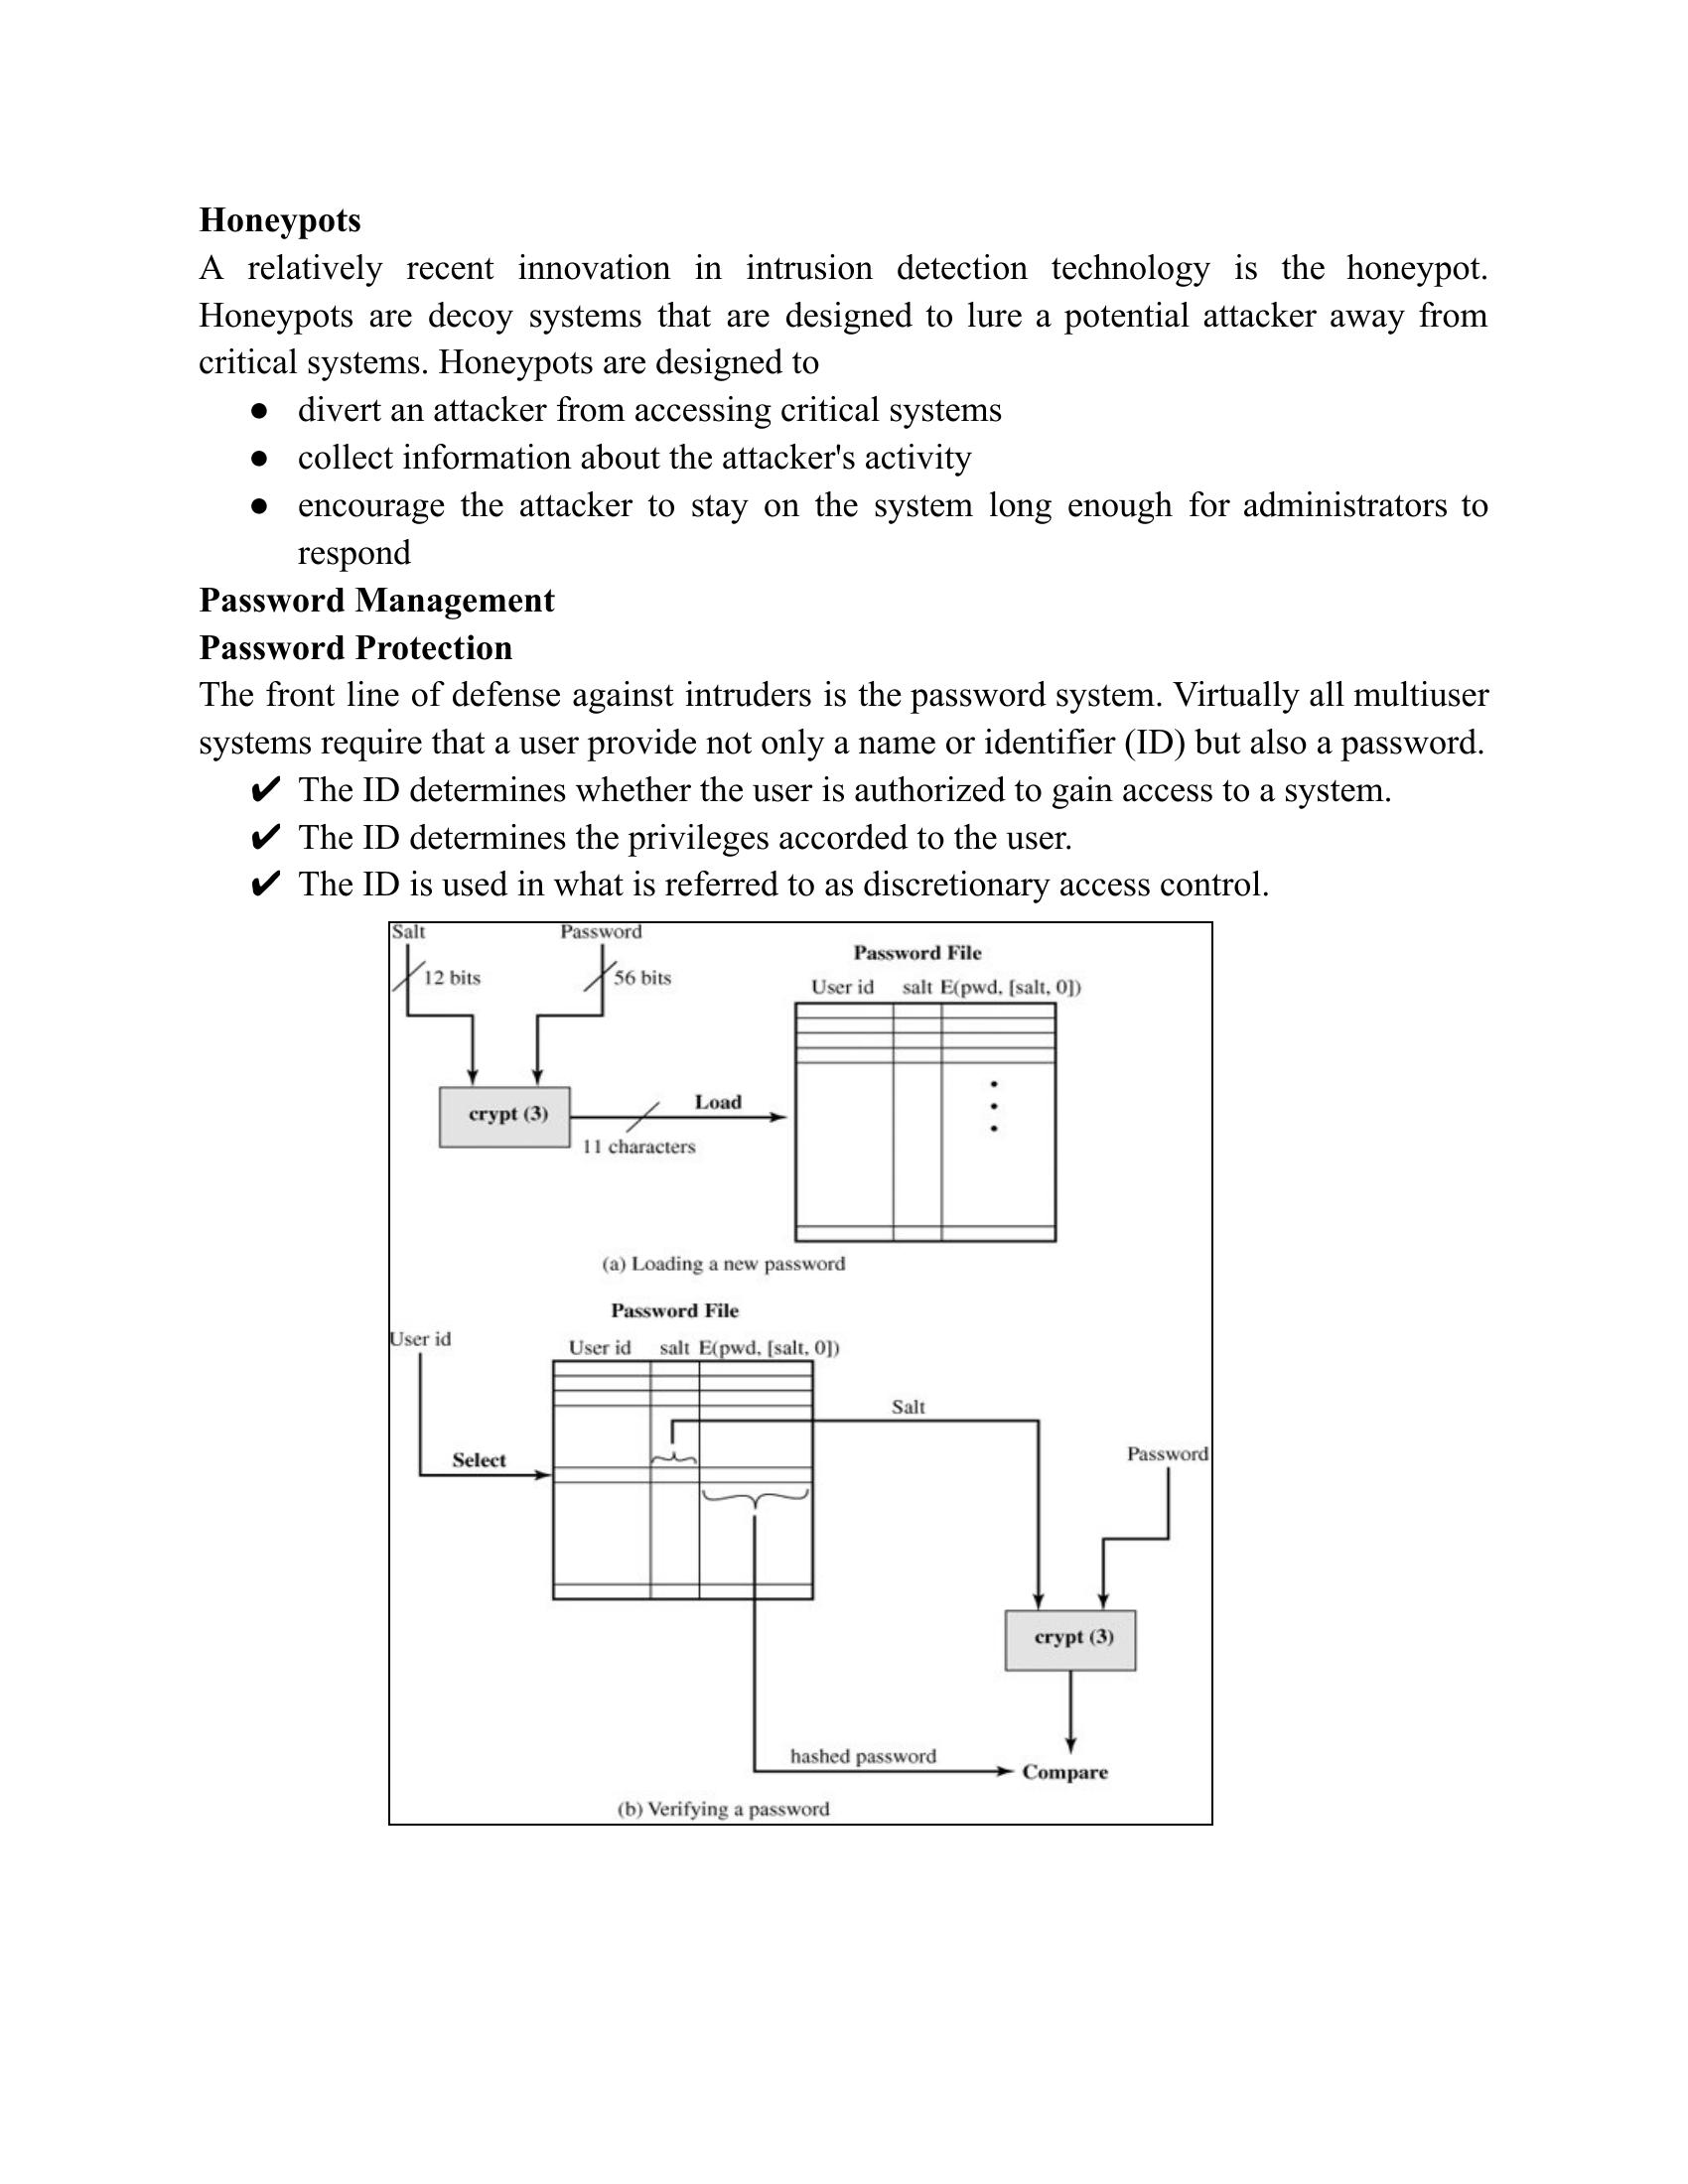 Honeypots
A relatively recent innovation in intrusion detection technology is the honeypot.
Honeypots are decoy systems that are designed to lure a potential attacker away from
critical systems. Honeypots are designed to
● divert an attacker from accessing critical systems
● collect information about the attacker's activity
● encourage the attacker to stay on the system long enough for administrators to
respond
Password Management
Password Protection
The front line of defense against intruders is the password system. Virtually all multiuser
systems require that a user provide not only a name or identifier (ID) but also a password.
✔ The ID determines whether the user is authorized to gain access to a system.
✔ The ID determines the privileges accorded to the user.
✔ The ID is used in what is referred to as discretionary access control.
Salt Password
Password File
12 bits 56 bits
User id salt E(pwd, [salt, 0])
Load
crypt (3)
11 characters
(a) Loading a new password
Password File
User id
User id salt E(pwd, [salt, 0])
Salt
Password
Select
crypt (3)
hashed password
Compare
(b) Verifying a password